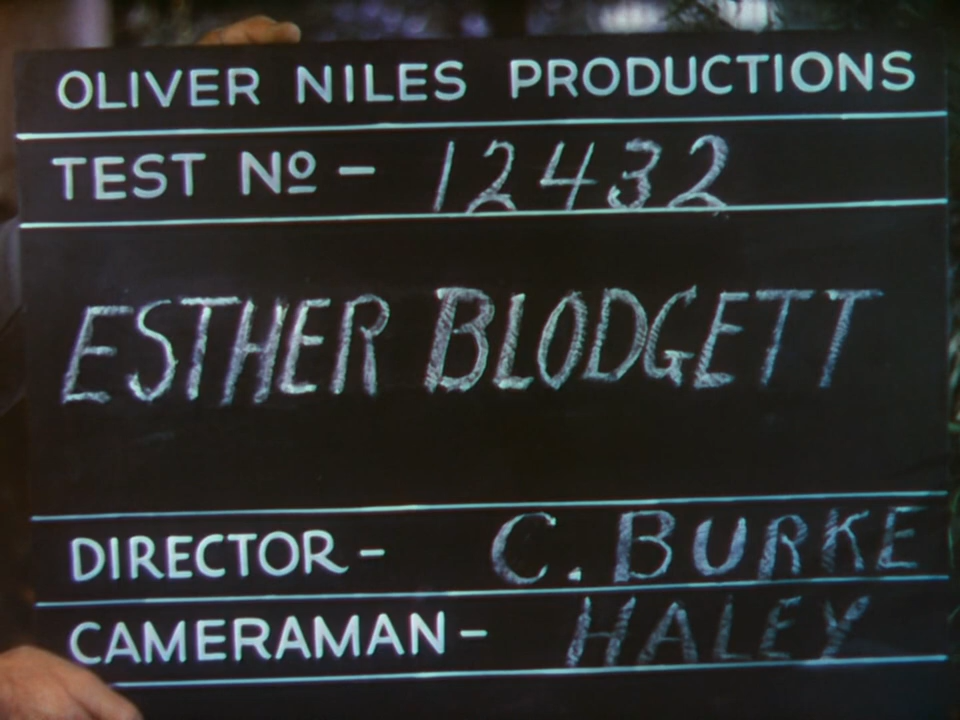 OLIVER NILES PRODUCTIONS
TEST Nº - 12432
ESTHER BLODGETT
DIRECTOR - C. BURKE
CAMERAMAN - HALEY